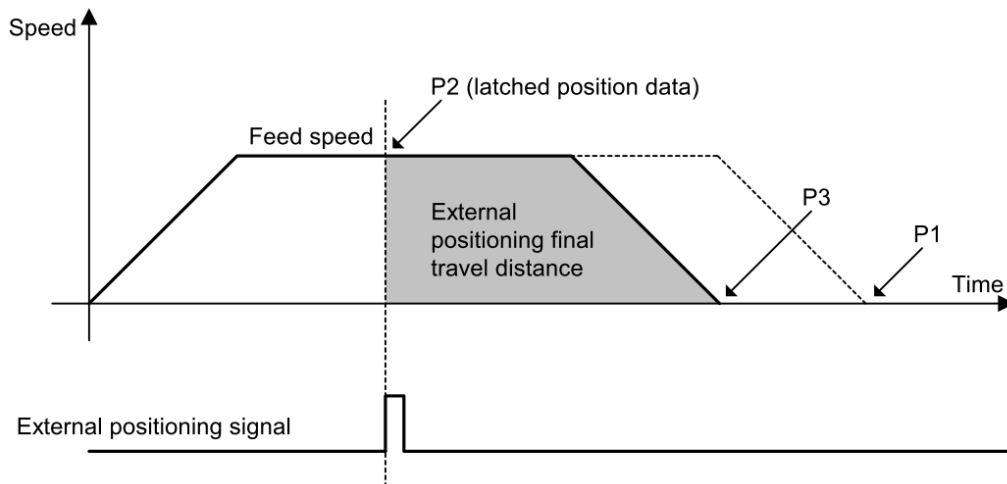 Speed
P2 (latched position data)
Feed speed
External
positioning final
travel distance
P3
P1
Time
External positioning signal